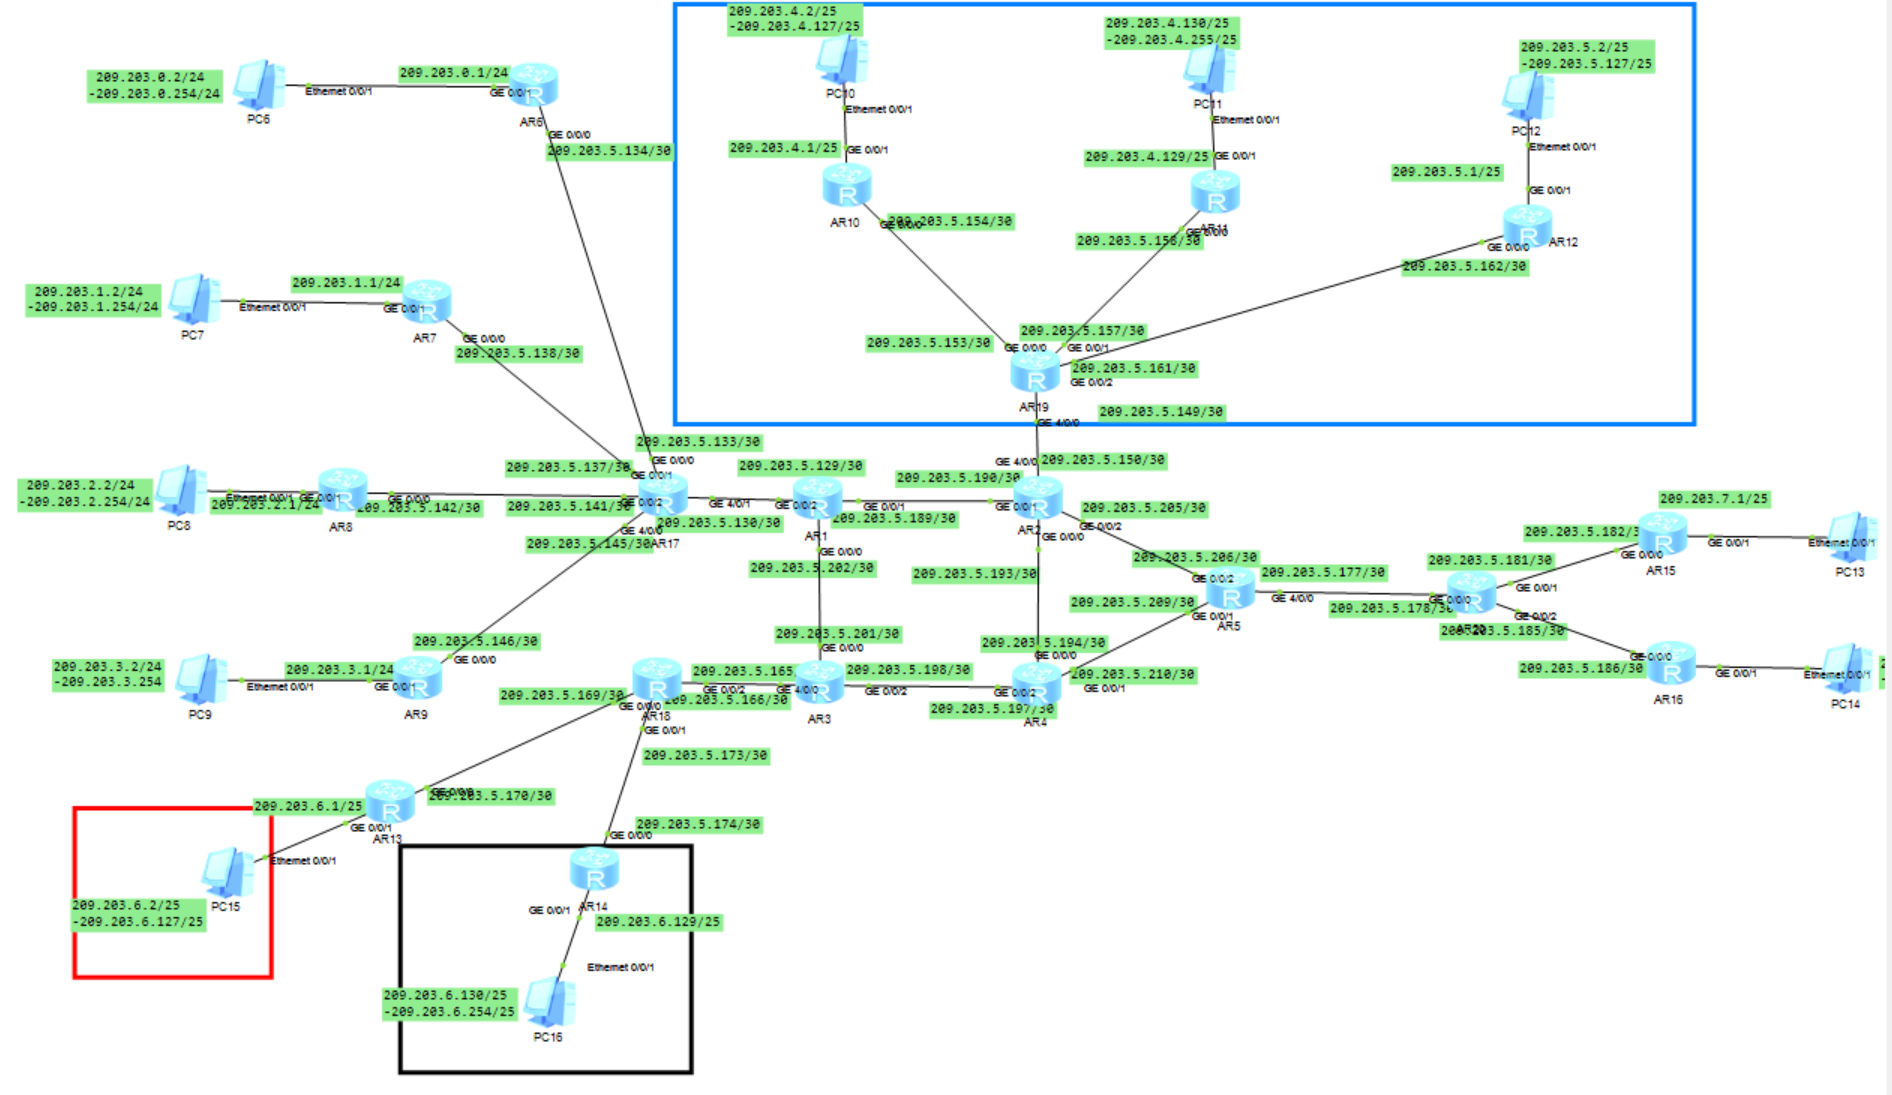 209.203.4.2/25
-209.203.4.127/25
PC10
Ethernet 0/0/1
209.203.4.1/25
GE 0/0/1
AR10
209.203.5.154/30
GE 0/0/0
209.203.4.130/25
-209.203.4.255/25
PC11
Ethernet 0/0/1
209.203.4.129/25
GE 0/0/1
AR11
GE 0/0/0
209.203.5.158/30
209.203.5.2/25
-209.203.5.127/25
PC12
Ethernet 0/0/1
209.203.5.1/25
GE 0/0/1
AR12
GE 0/0/0
209.203.5.162/30
209.203.5.153/30
GE 0/0/0
209.203.5.157/30
GE 0/0/1
209.203.5.161/30
GE 0/0/2
AR19
209.203.5.149/30
GE 4/0/0
209.203.0.2/24
-209.203.0.254/24
PC6
Ethernet 0/0/1
209.203.0.1/24
GE 0/0/1
AR6
GE 0/0/0
209.203.5.134/30
209.203.1.2/24
-209.203.1.254/24
PC7
Ethernet 0/0/1
209.203.1.1/24
GE 0/0/1
AR7
GE 0/0/0
209.203.5.138/30
209.203.2.2/24
-209.203.2.254/24
PC8
Ethernet 0/0/1
209.203.2.1/24
GE 0/0/1
AR8
GE 0/0/0
209.203.5.142/30
209.203.3.2/24
-209.203.3.254
PC9
Ethernet 0/0/1
209.203.3.1/24
GE 0/0/1
AR9
GE 0/0/0
209.203.5.146/30
209.203.5.133/30
GE 0/0/0
209.203.5.137/30
GE 0/0/1
209.203.5.141/30
GE 0/0/2
GE 4/0/0
209.203.5.145/30
AR17
GE 4/0/1
209.203.5.130/30
209.203.5.129/30
GE 0/0/2
AR1
GE 0/0/1
209.203.5.189/30
GE 0/0/0
209.203.5.202/30
209.203.5.190/30
GE 0/0/1
GE 4/0/0
209.203.5.150/30
AR2
GE 0/0/0
209.203.5.193/30
209.203.5.205/30
GE 0/0/2
209.203.5.206/30
GE 0/0/2
209.203.5.209/30
GE 0/0/1
AR5
209.203.5.177/30
GE 4/0/0
209.203.5.178/30
GE 0/0/0
AR20
209.203.5.181/30
GE 0/0/1
GE 0/0/2
209.203.5.185/30
209.203.5.182/3
GE 0/0/0
AR15
209.203.7.1/25
GE 0/0/1
Ethernet 0/0/1
PC13
GE 0/0/0
209.203.5.186/30
AR16
GE 0/0/1
Ethernet 0/0/1
PC14
209.203.5.201/30
GE 0/0/0
209.203.5.165
GE 4/0/0
AR3
209.203.5.198/30
GE 0/0/2
209.203.5.194/30
GE 0/0/0
GE 0/0/2
209.203.5.197/30
AR4
209.203.5.210/30
GE 0/0/1
GE 0/0/2
209.203.5.166/30
209.203.5.169/30
GE 0/0/0
AR18
GE 0/0/1
209.203.5.173/30
GE 0/0/0
209.203.5.170/30
209.203.6.1/25
GE 0/0/1
AR13
Ethernet 0/0/1
PC15
209.203.6.2/25
-209.203.6.127/25
209.203.5.174/30
GE 0/0/0
AR14
GE 0/0/1
209.203.6.129/25
Ethernet 0/0/1
209.203.6.130/25
-209.203.6.254/25
PC16